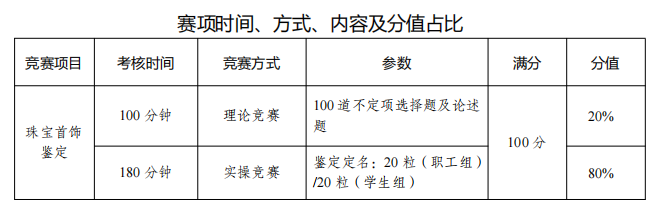 赛项时间、方式、内容及分值占比
竞赛项目 考核时间 竞赛方式 参数 满分 分值
珠宝首饰
鉴定
100 分钟 理论竞赛 100 道不定项选择题及论述
题
100 分
20%
180 分钟 实操竞赛 鉴定定名：20 粒（职工组）
/20 粒（学生组）
80%